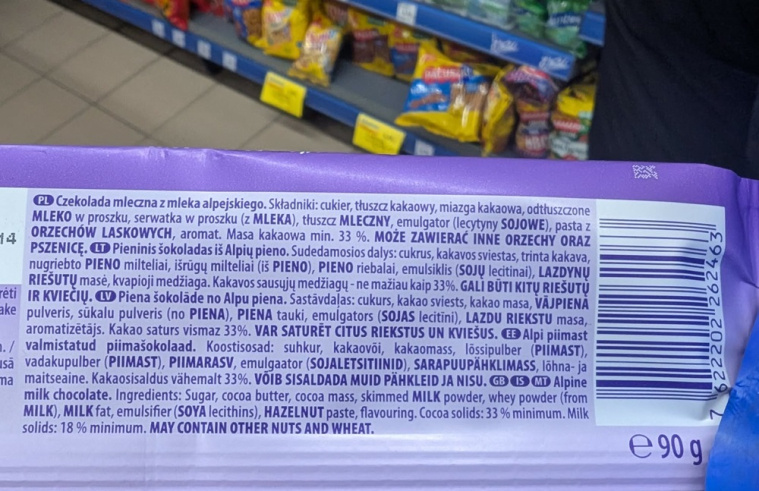 PL Czekolada mleczna z mleka alpejskiego. Składniki: cukier, tłuszcz kakaowy, miazga kakaowa, odtłuszczone
MLEKO w proszku, serwatka w proszku (z MLEKA), tłuszcz MLECZNY, emulgator (lecytyny SOJOWE), pasta z
ORZECHÓW LASKOWYCH, aromat. Masa kakaowa min. 33 %. MOŻE ZAWIERAĆ INNE ORZECHY ORAZ
PSZENICĘ. LT Pieninis šokoladas iš Alpių pieno. Sudedamosios dalys: cukrus, kakavos sviestas, trinta kakava,
nugriebto PIENO milteliai, išrūgų milteliai (iš PIENO), PIENO riebalai, emulsiklis (SOJŲ lecitinai), LAZDYNŲ
RIEŠUTŲ masė, kvapioji medžiaga. Kakavos sausųjų medžiagų - ne mažiau kaip 33%. GALI BŪTI KITŲ RIEŠUTŲ
IR KVIEČIŲ. LV Piena šokolāde no Alpu piena. Sastāvdaļas: cukurs, kakao sviests, kakao masa, VĀJPIENA
pulveris, sūkalu pulveris (no PIENA), PIENA tauki, emulgators (SOJAS lecitīni), LAZDU RIEKSTU masa,
aromatizētājs. Kakao saturs vismaz 33%. VAR SATURĒT CITUS RIEKSTUS UN KVIEŠUS. EE Alpi piimast
valmistatud piimašokolaad. Koostisosad: suhkur, kakaovõi, kakaomass, lõssipulber (PIIMAST),
vadakupulber (PIIMAST), PIIMARASV, emulgaator (SOJALETSITIINID), SARAPUUPÄHKLIMASS, lõhna- ja
maitseaine. Kakaosisaldus vähemalt 33%. VÕIB SISALDADA MUID PÄHKLEID JA NISU. GB IS MT Alpine
milk chocolate. Ingredients: Sugar, cocoa butter, cocoa mass, skimmed MILK powder, whey powder (from
MILK), MILK fat, emulsifier (SOYA lecithins), HAZELNUT paste, flavouring. Cocoa solids: 33 % minimum. Milk
solids: 18 % minimum. MAY CONTAIN OTHER NUTS AND WHEAT.
7 622202 262463
e 90 g